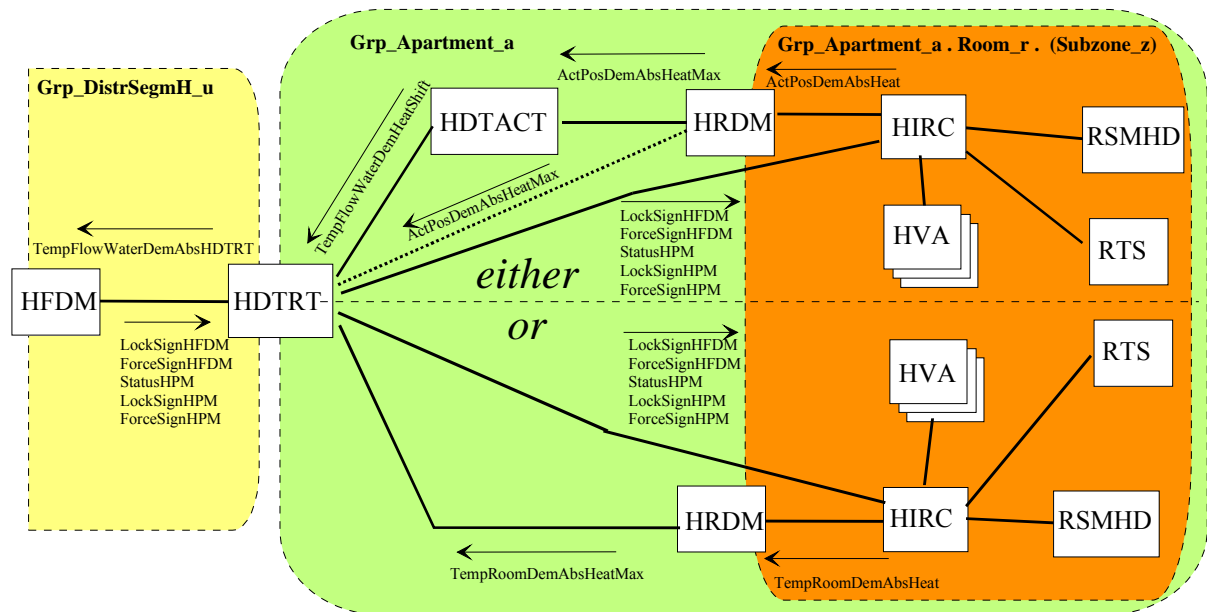 Grp_Apartment_a
Grp_Apartment_a . Room_r . (Subzone_z)
Grp_DistrSegmH_u
ActPosDemAbsHeatMax
ActPosDemAbsHeat
TempFlowWaterDemHeatShift
HDTACT
HRDM
HIRC
RSMHD
ActPosDemAbsHeatMax
LockSignHFDM
ForceSignHFDM
StatusHPM
LockSignHPM
ForceSignHPM
HVA
RTS
TempFlowWaterDemAbsHDTRT
HFDM
HDTRT
either
or
LockSignHFDM
ForceSignHFDM
StatusHPM
LockSignHPM
ForceSignHPM
LockSignHFDM
ForceSignHFDM
StatusHPM
LockSignHPM
ForceSignHPM
HVA
RTS
HRDM
HIRC
RSMHD
TempRoomDemAbsHeatMax
TempRoomDemAbsHeat